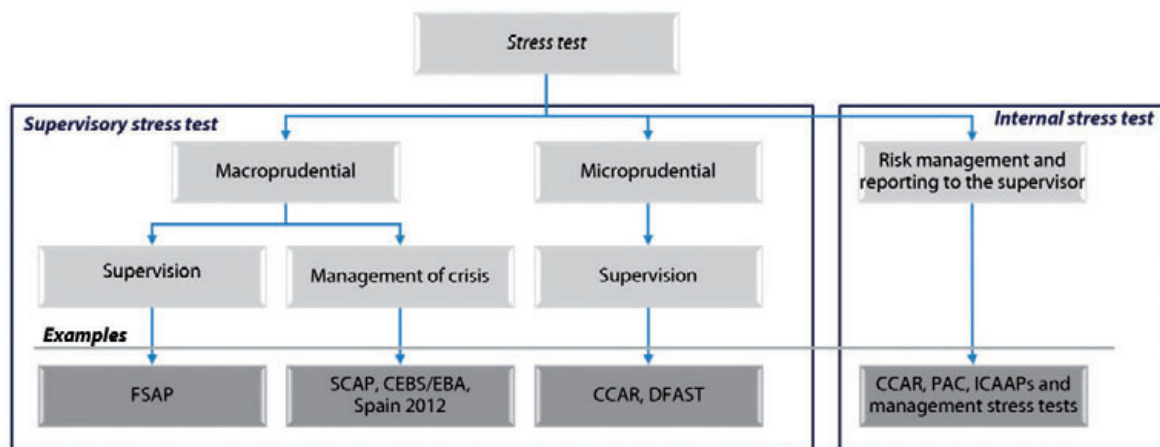 Stress test
Supervisory stress test
Internal stress test
Macroprudential
Microprudential
Risk management and
reporting to the supervisor
Supervision
Management of crisis
Supervision
Examples
FSAP
SCAP, CEBS/EBA,
Spain 2012
CCAR, DFAST
CCAR, PAC, ICAAPs and
management stress tests